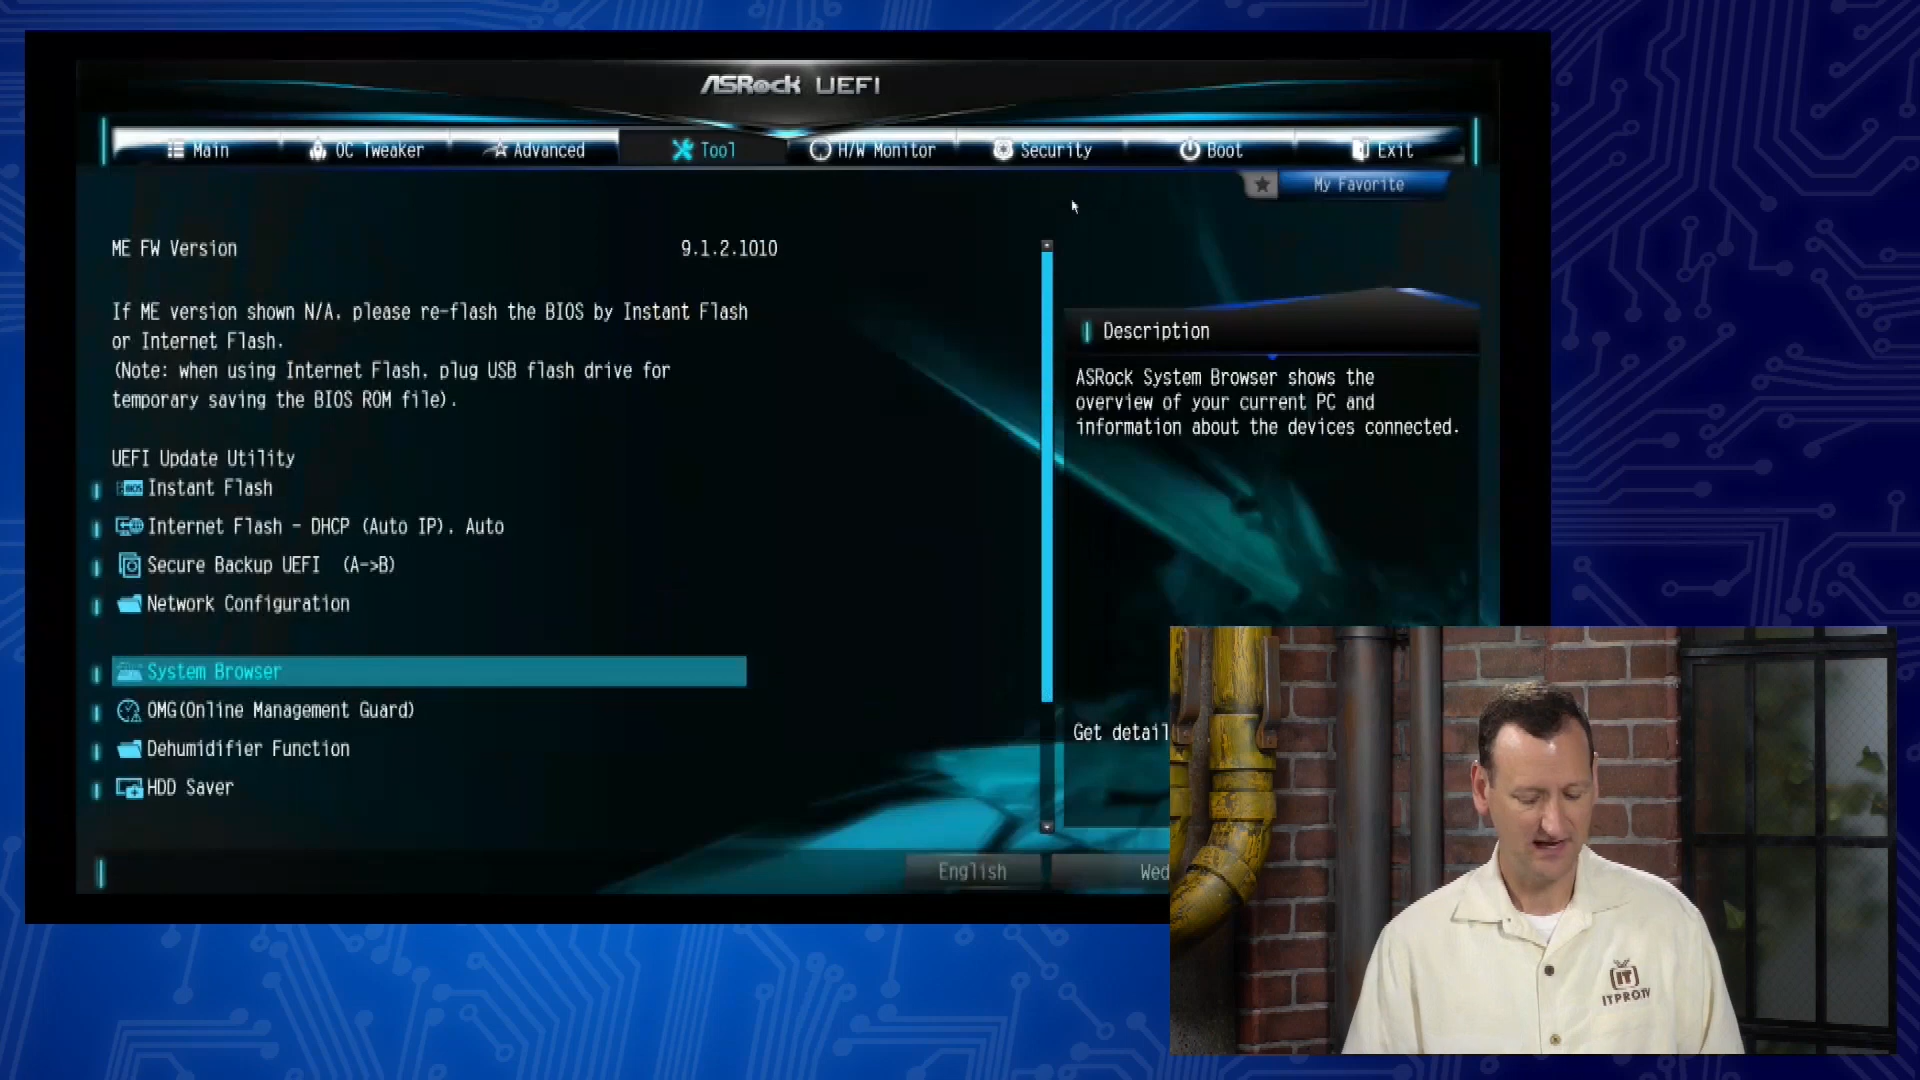 ASRock UEFI
Main
OC Tweaker
Advanced
Tool
H/W Monitor
Security
Boot
Exit
My Favorite
ME FW Version 9.1.2.1010
If ME version shown N/A. please re-flash the BIOS by Instant Flash
or Internet Flash.
(Note: when using Internet Flash. plug USB flash drive for
temporary saving the BIOS ROM file).
UEFI Update Utility
Instant Flash
Internet Flash - DHCP (Auto IP). Auto
Secure Backup UEFI (A->B)
Network Configuration
System Browser
OMG(Online Management Guard)
Dehumidifier Function
HDD Saver
Description
ASRock System Browser shows the
overview of your current PC and
information about the devices connected.
Get detail
English
Wed
IT
ITPRO.TV